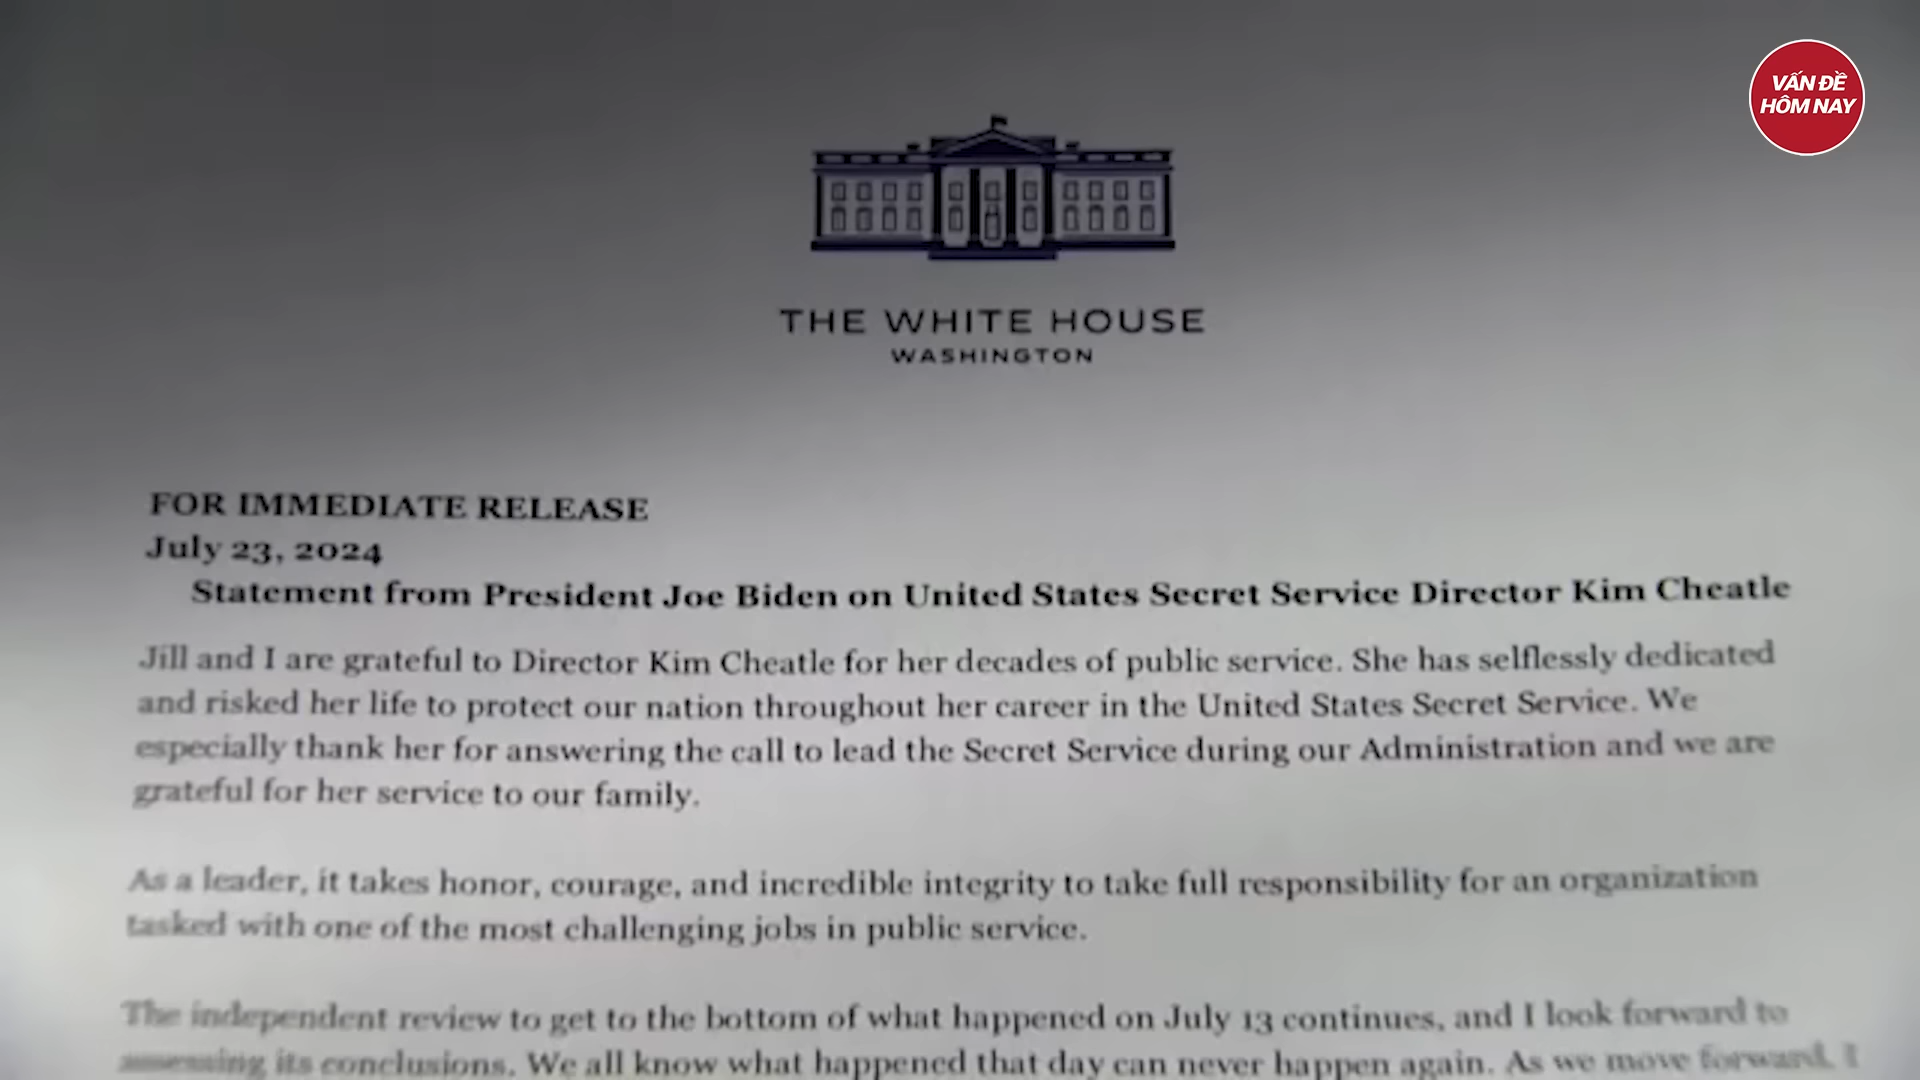 VẤN ĐỀ
HÔM NAY
THE WHITE HOUSE
WASHINGTON
FOR IMMEDIATE RELEASE
July 23, 2024
Statement from President Joe Biden on United States Secret Service Director Kim Cheatle
Jill and I are grateful to Director Kim Cheatle for her decades of public service. She has selflessly dedicated
and risked her life to protect our nation throughout her career in the United States Secret Service. We
especially thank her for answering the call to lead the Secret Service during our Administration and we are
grateful for her service to our family.
As a leader, it takes honor, courage, and incredible integrity to take full responsibility for an organization
tasked with one of the most challenging jobs in public service.
The independent review to get to the bottom of what happened on July 13 continues, and I look forward to
assessing its conclusions. We all know what happened that day can never happen again. As we move forward, I